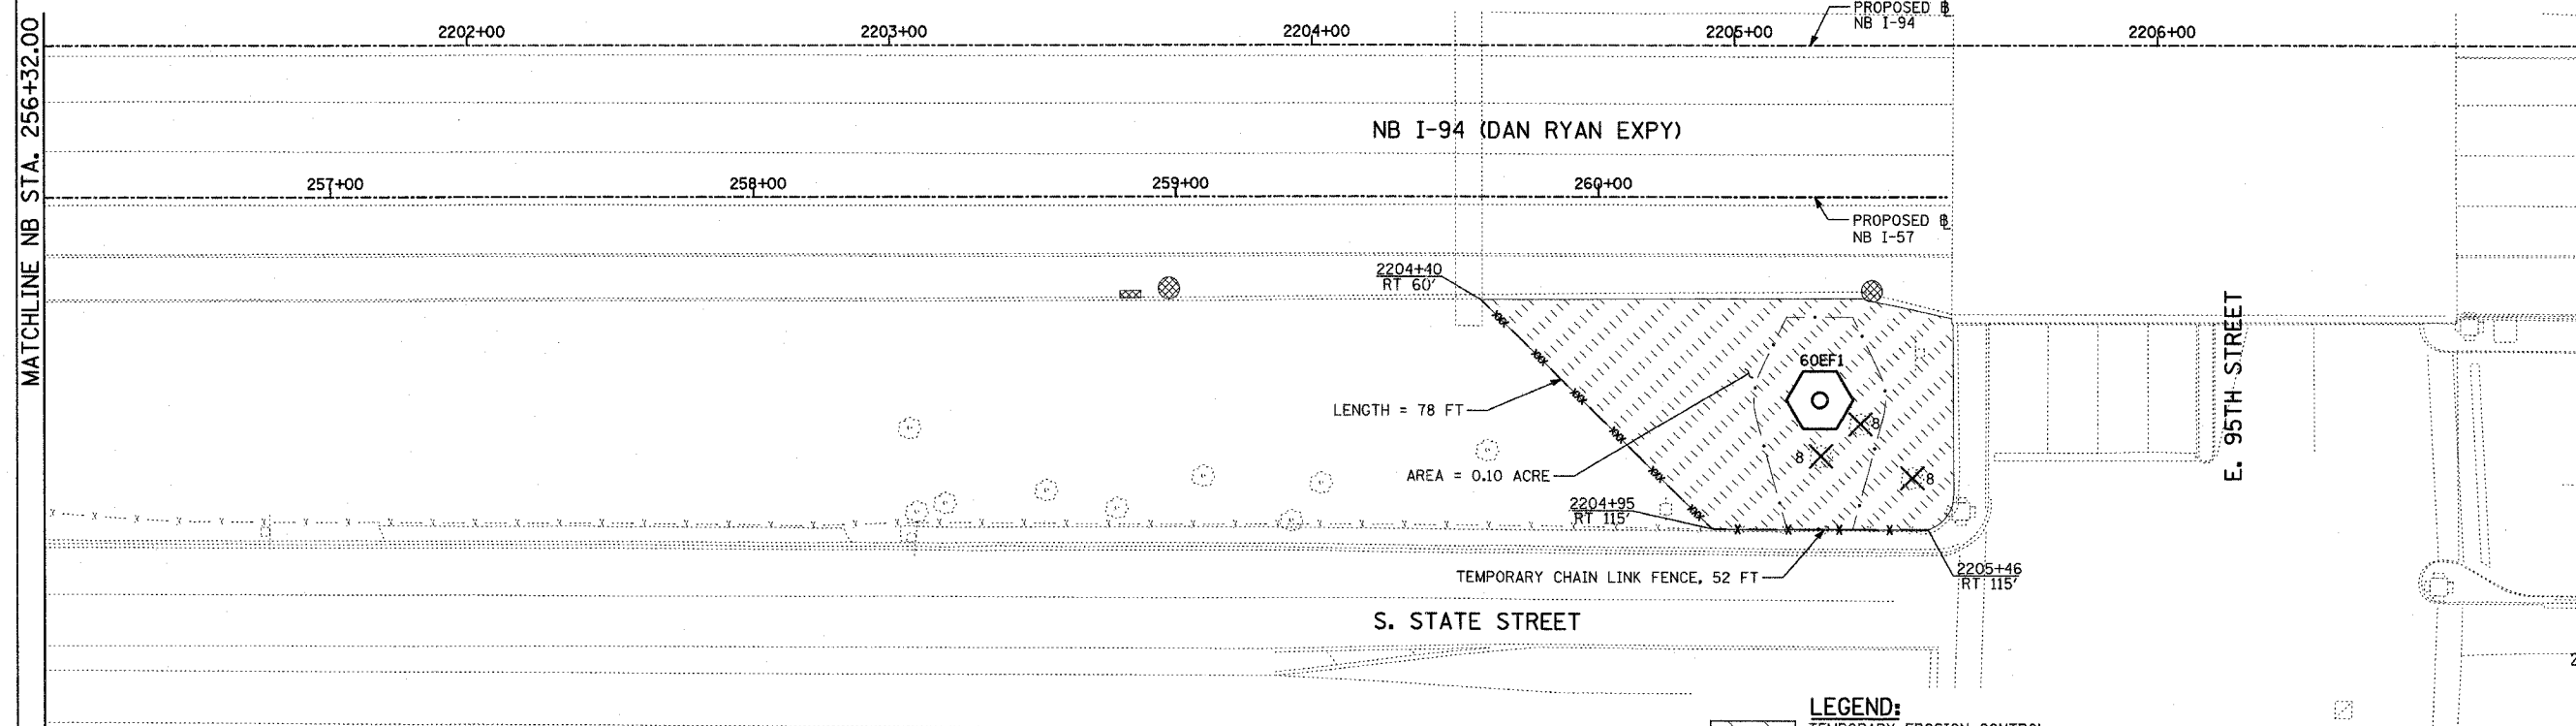 PROPOSED B
NB I-94
2202+00
2203+00
2204+00
2205+00
2206+00
MATCHLINE NB STA. 256+32.00
NB I-94 (DAN RYAN EXPY)
257+00
258+00
259+00
260+00
PROPOSED B
NB I-57
2204+40
RT 60'
60EF1
LENGTH = 78 FT
8
8
8
AREA = 0.10 ACRE
E. 95TH STREET
2204+95
RT 115'
TEMPORARY CHAIN LINK FENCE, 52 FT
2205+46
RT 115'
S. STATE STREET
LEGEND:
TEMPORARY EROSION CONTROL